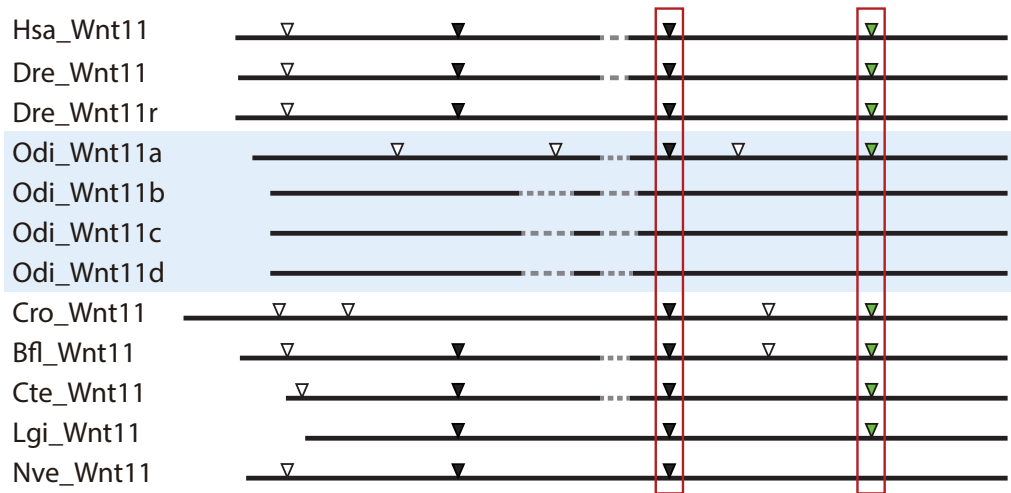 Hsa_Wnt11
Dre_Wnt11
Dre_Wnt11r
Odi_Wnt11a
Odi_Wnt11b
Odi_Wnt11c
Odi_Wnt11d
Cro_Wnt11
Bfl_Wnt11
Cte_Wnt11
Lgi_Wnt11
Nve_Wnt11